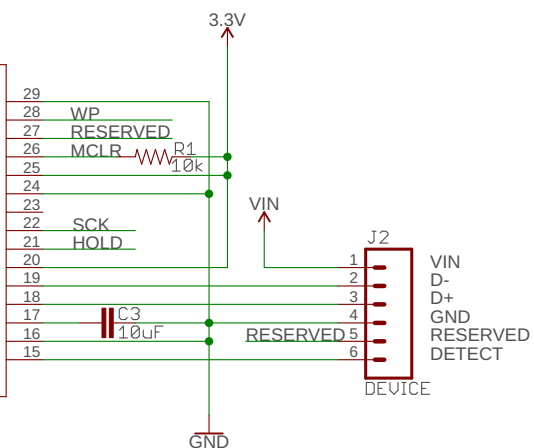 3.3V
29
28 WP
27 RESERVED
26 MCLR R1
10k
25
24
23
22 SCK
21 HOLD
20
19
18
17 C3
10uF
16
15
VIN
J2
1 VIN
2 D-
3 D+
4 GND
RESERVED 5 RESERVED
6 DETECT
DEVICE
GND